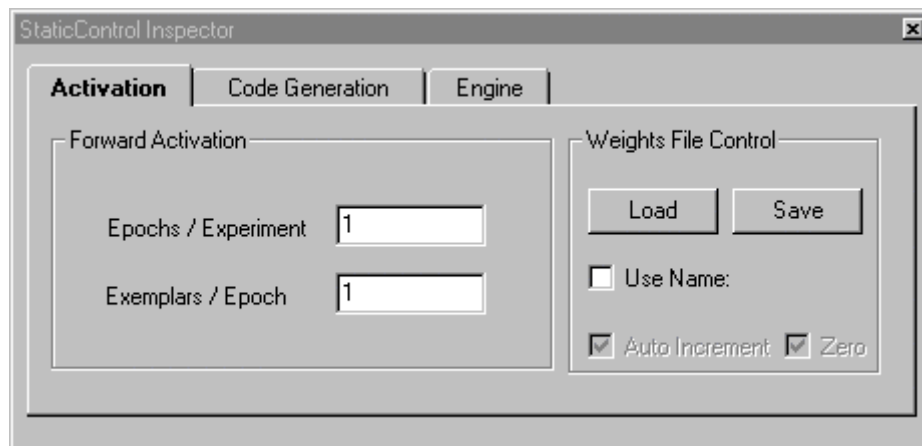 StaticControl Inspector
Activation Code Generation Engine
Forward Activation
Epochs / Experiment 1
Exemplars / Epoch 1
Weights File Control
Load Save
Use Name:
Auto Increment Zero